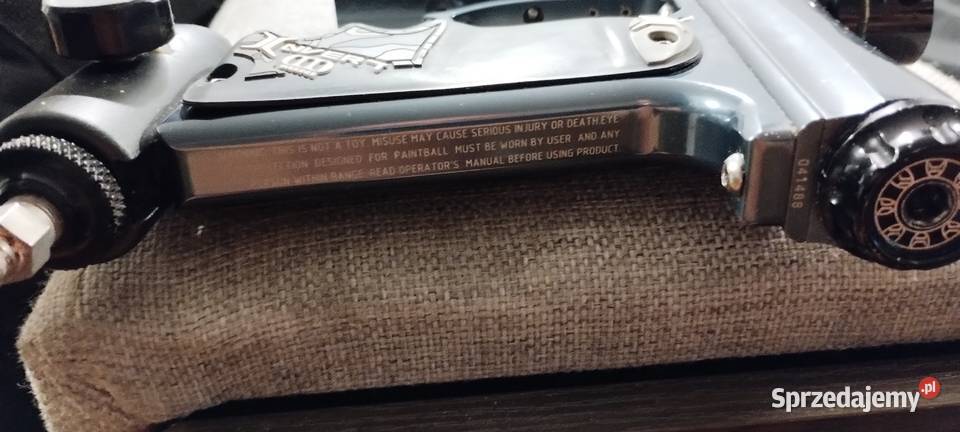 INVERT
IS NOT A TOY. MISUSE MAY CAUSE SERIOUS INJURY OR DEATH.EYE
DESIGNED FOR PAINTBALL MUST BE WORN BY USER AND ANY
WITHIN RANGE.READ OPERATOR'S MANUAL BEFORE USING PRODUCT.
041488
Sprzedajemy.pl